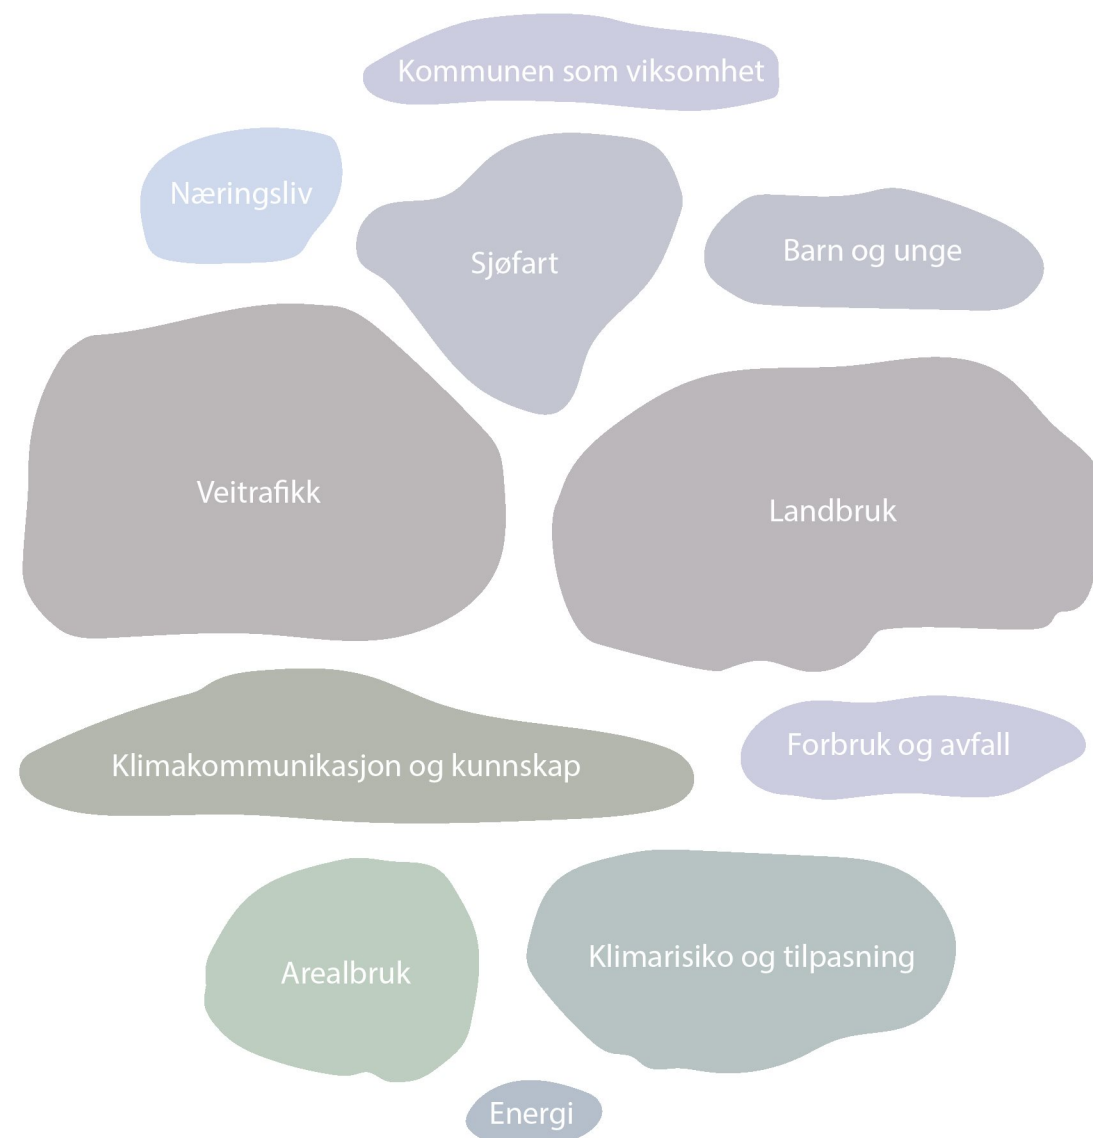 Kommunen som viksomhet
Næringsliv
Sjøfart
Barn og unge
Veitrafikk
Landbruk
Klimakommunikasjon og kunnskap
Forbruk og avfall
Arealbruk
Klimarisiko og tilpasning
Energi